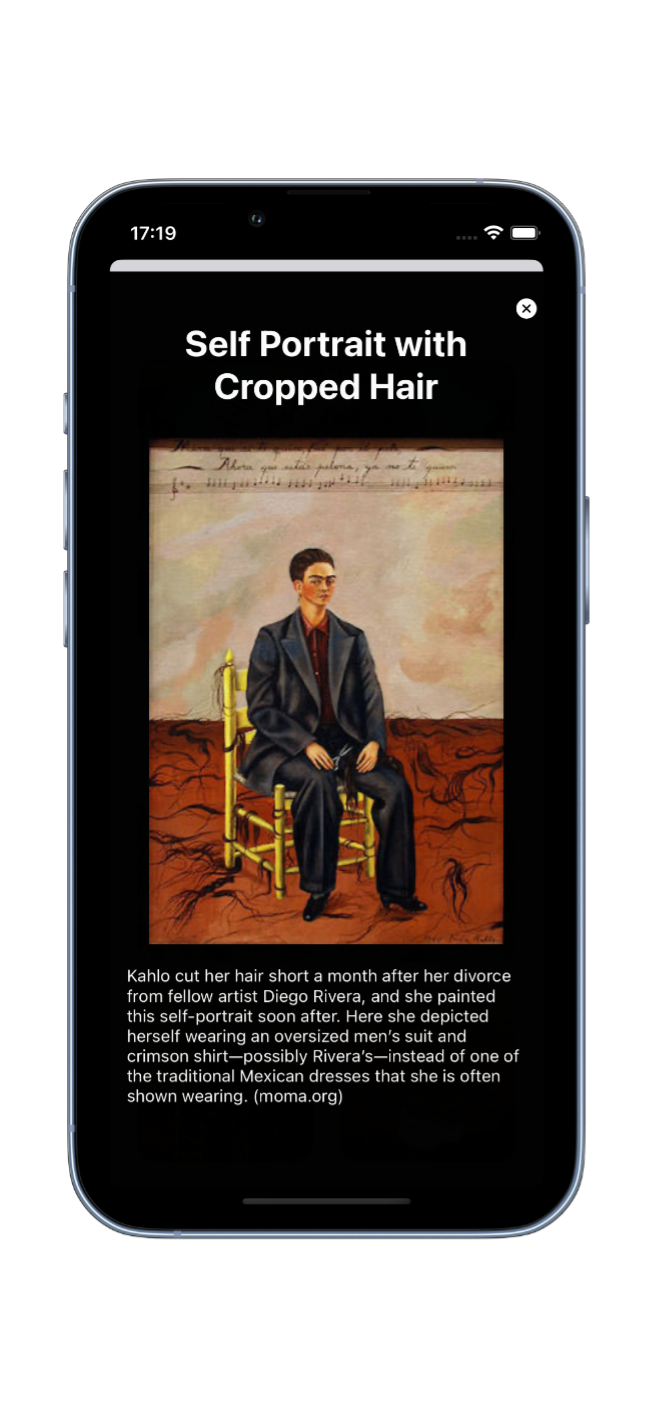 17:19
Self Portrait with
Cropped Hair
Mira que si te quise, fué por el pelo,
Ahora que estás pelona, ya no te quiero.
Kahlo cut her hair short a month after her divorce
from fellow artist Diego Rivera, and she painted
this self-portrait soon after. Here she depicted
herself wearing an oversized men’s suit and
crimson shirt—possibly Rivera’s—instead of one of
the traditional Mexican dresses that she is often
shown wearing. (moma.org)